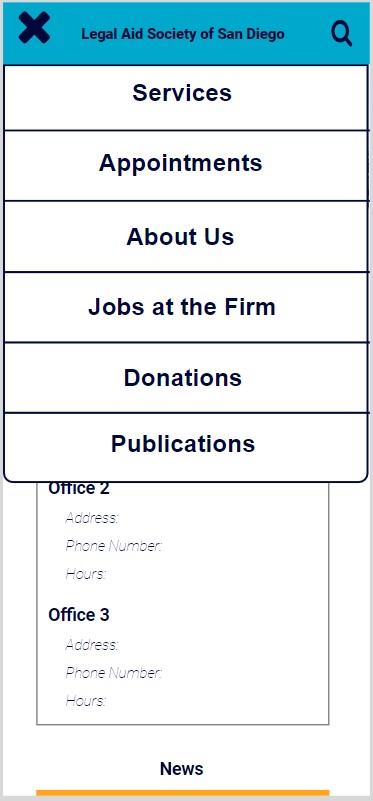 Legal Aid Society of San Diego
Services
Appointments
About Us
Jobs at the Firm
Donations
Publications
Office 2
Address:
Phone Number:
Hours:
Office 3
Address:
Phone Number:
Hours:
News